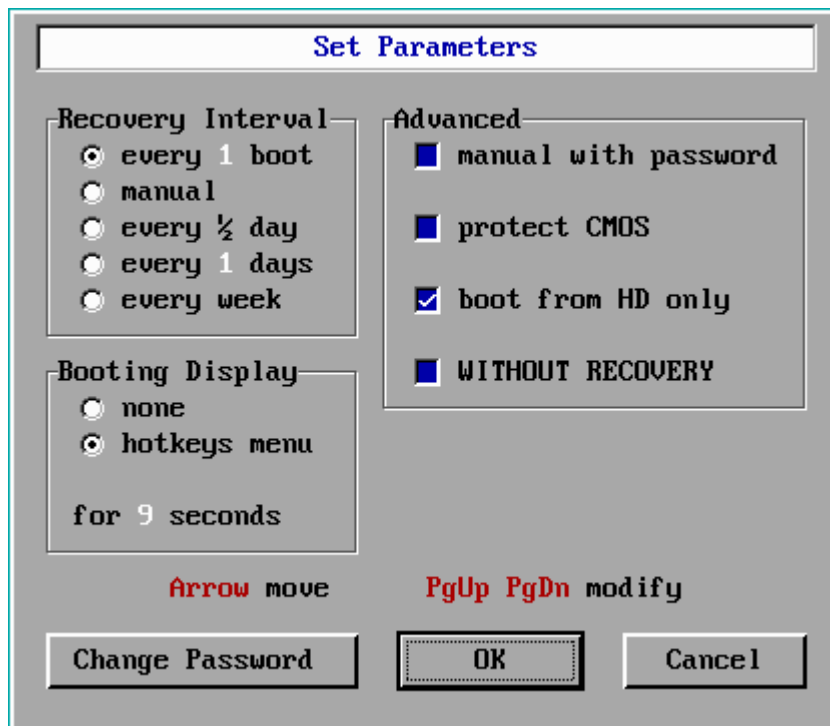 Set Parameters
Recovery Interval
every 1 boot
manual
every ½ day
every 1 days
every week
Booting Display
none
hotkeys menu
for 9 seconds
Advanced
manual with password
protect CMOS
boot from HD only
WITHOUT RECOVERY
Arrow move PgUp PgDn modify
Change Password OK Cancel